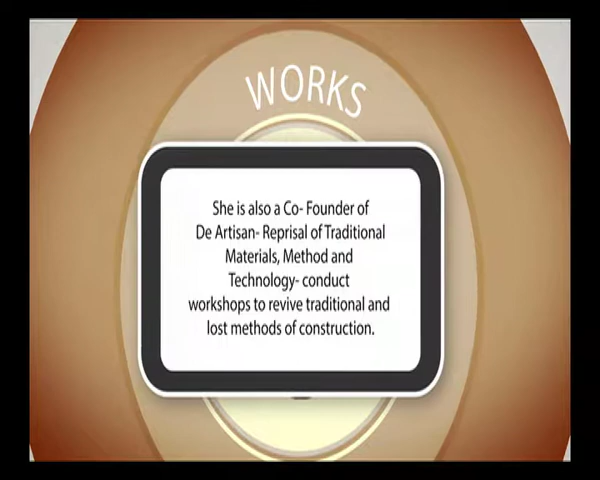 WORKS
She is also a Co- Founder of
De Artisan- Reprisal of Traditional
Materials, Method and
Technology- conduct
workshops to revive traditional and
lost methods of construction.